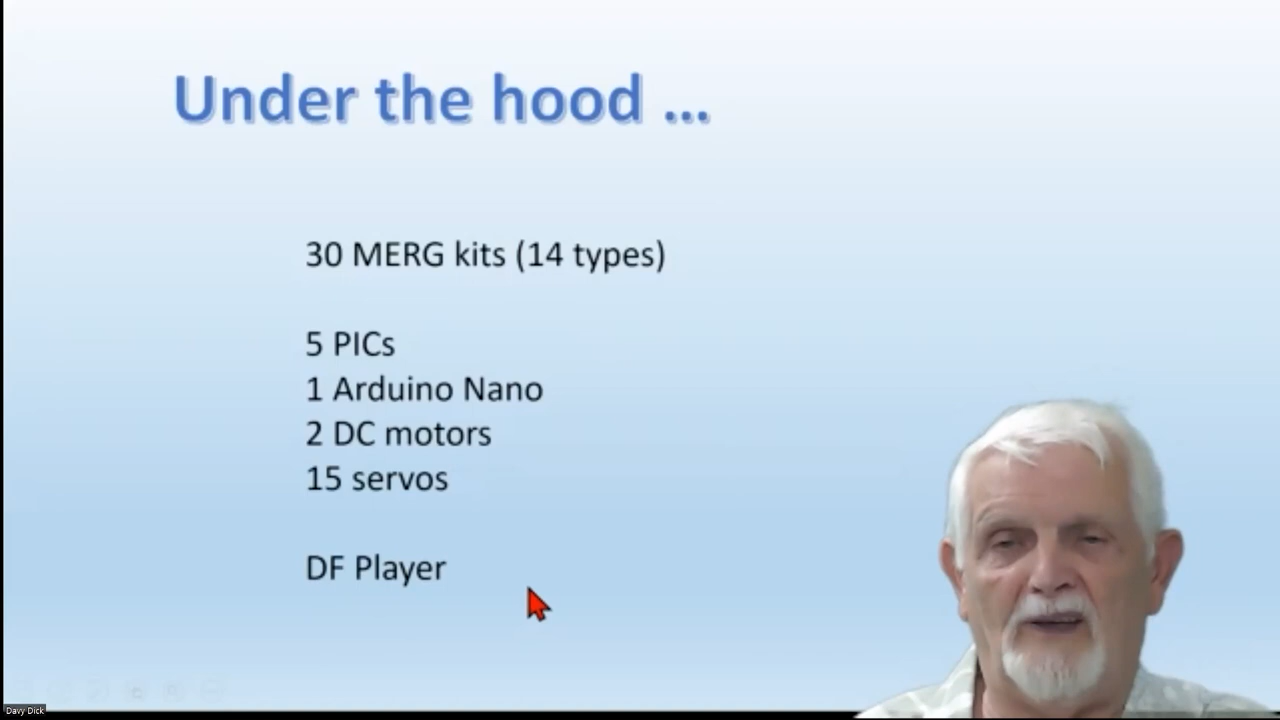 Under the hood ...
30 MERG kits (14 types)
5 PICs
1 Arduino Nano
2 DC motors
15 servos
DF Player
Davy Dick